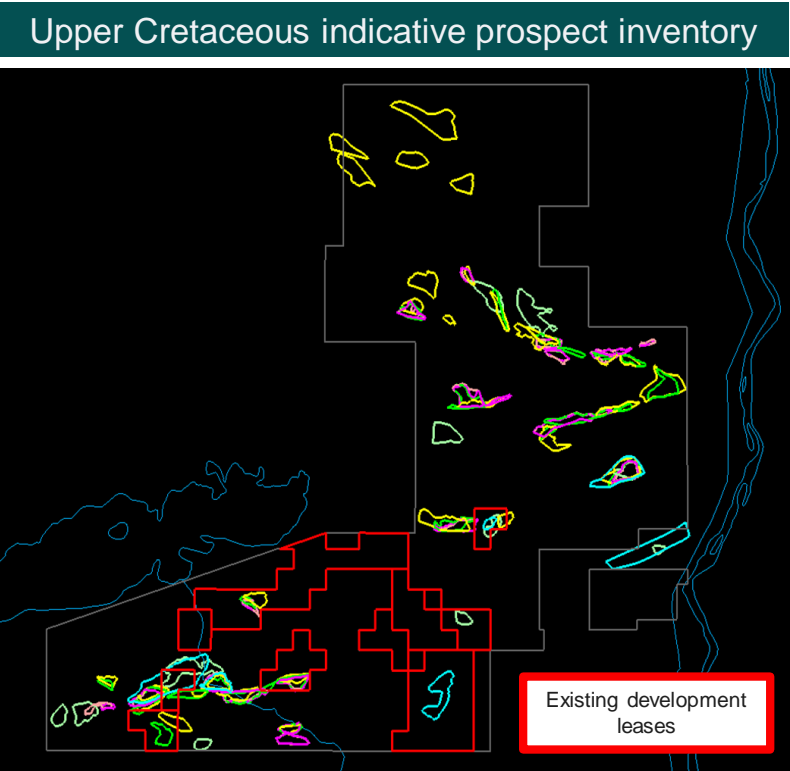 Upper Cretaceous indicative prospect inventory
Existing development
leases